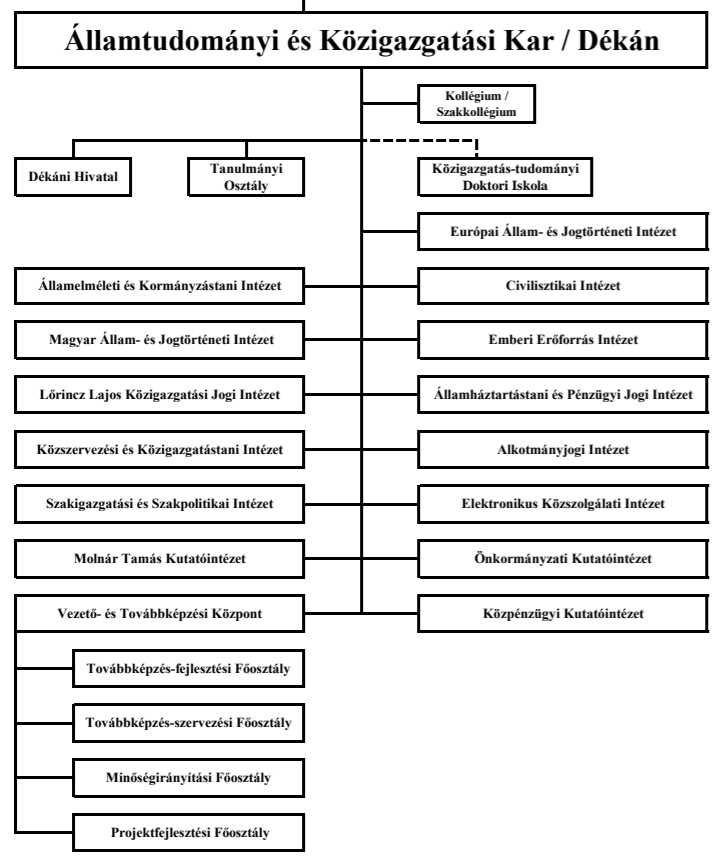 Államtudományi és Közigazgatási Kar / Dékán
Kollégium /
Szakkollégium
Dékáni Hivatal
Tanulmányi
Osztály
Közigazgatás-tudományi
Doktori Iskola
Európai Állam- és Jogtörténeti Intézet
Államelméleti és Kormányzástani Intézet
Civilisztikai Intézet
Magyar Állam- és Jogtörténeti Intézet
Emberi Erőforrás Intézet
Lőrincz Lajos Közigazgatási Jogi Intézet
Államháztartástani és Pénzügyi Jogi Intézet
Közszervezési és Közigazgatástani Intézet
Alkotmányjogi Intézet
Szakigazgatási és Szakpolitikai Intézet
Elektronikus Közszolgálati Intézet
Molnár Tamás Kutatóintézet
Önkormányzati Kutatóintézet
Vezető- és Továbbképzési Központ
Közpénzügyi Kutatóintézet
Továbbképzés-fejlesztési Főosztály
Továbbképzés-szervezési Főosztály
Minőségirányítási Főosztály
Projektfejlesztési Főosztály